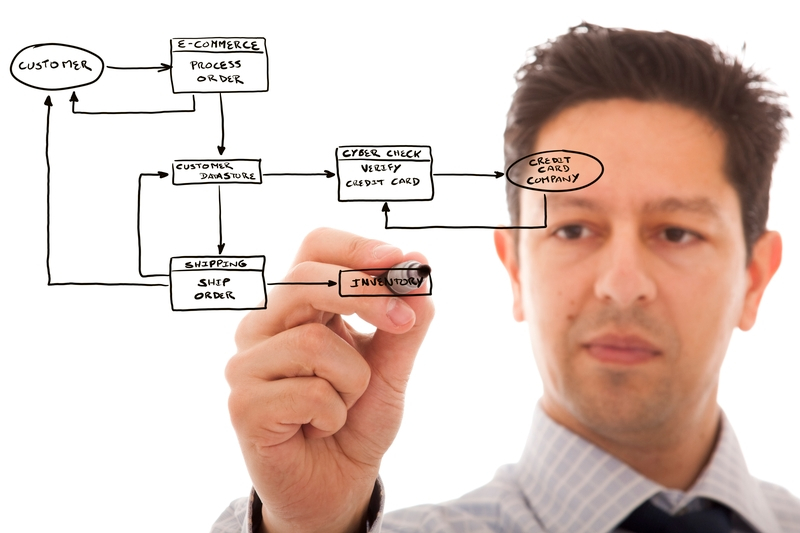 CUSTOMER
E-COMMERCE
PROCESS
ORDER
CUSTOMER
DATASTORE
CYBER CHECK
VERIFY
CREDIT CARD
CREDIT
CARD
COMPANY
SHIPPING
SHIP
ORDER
INVENTORY